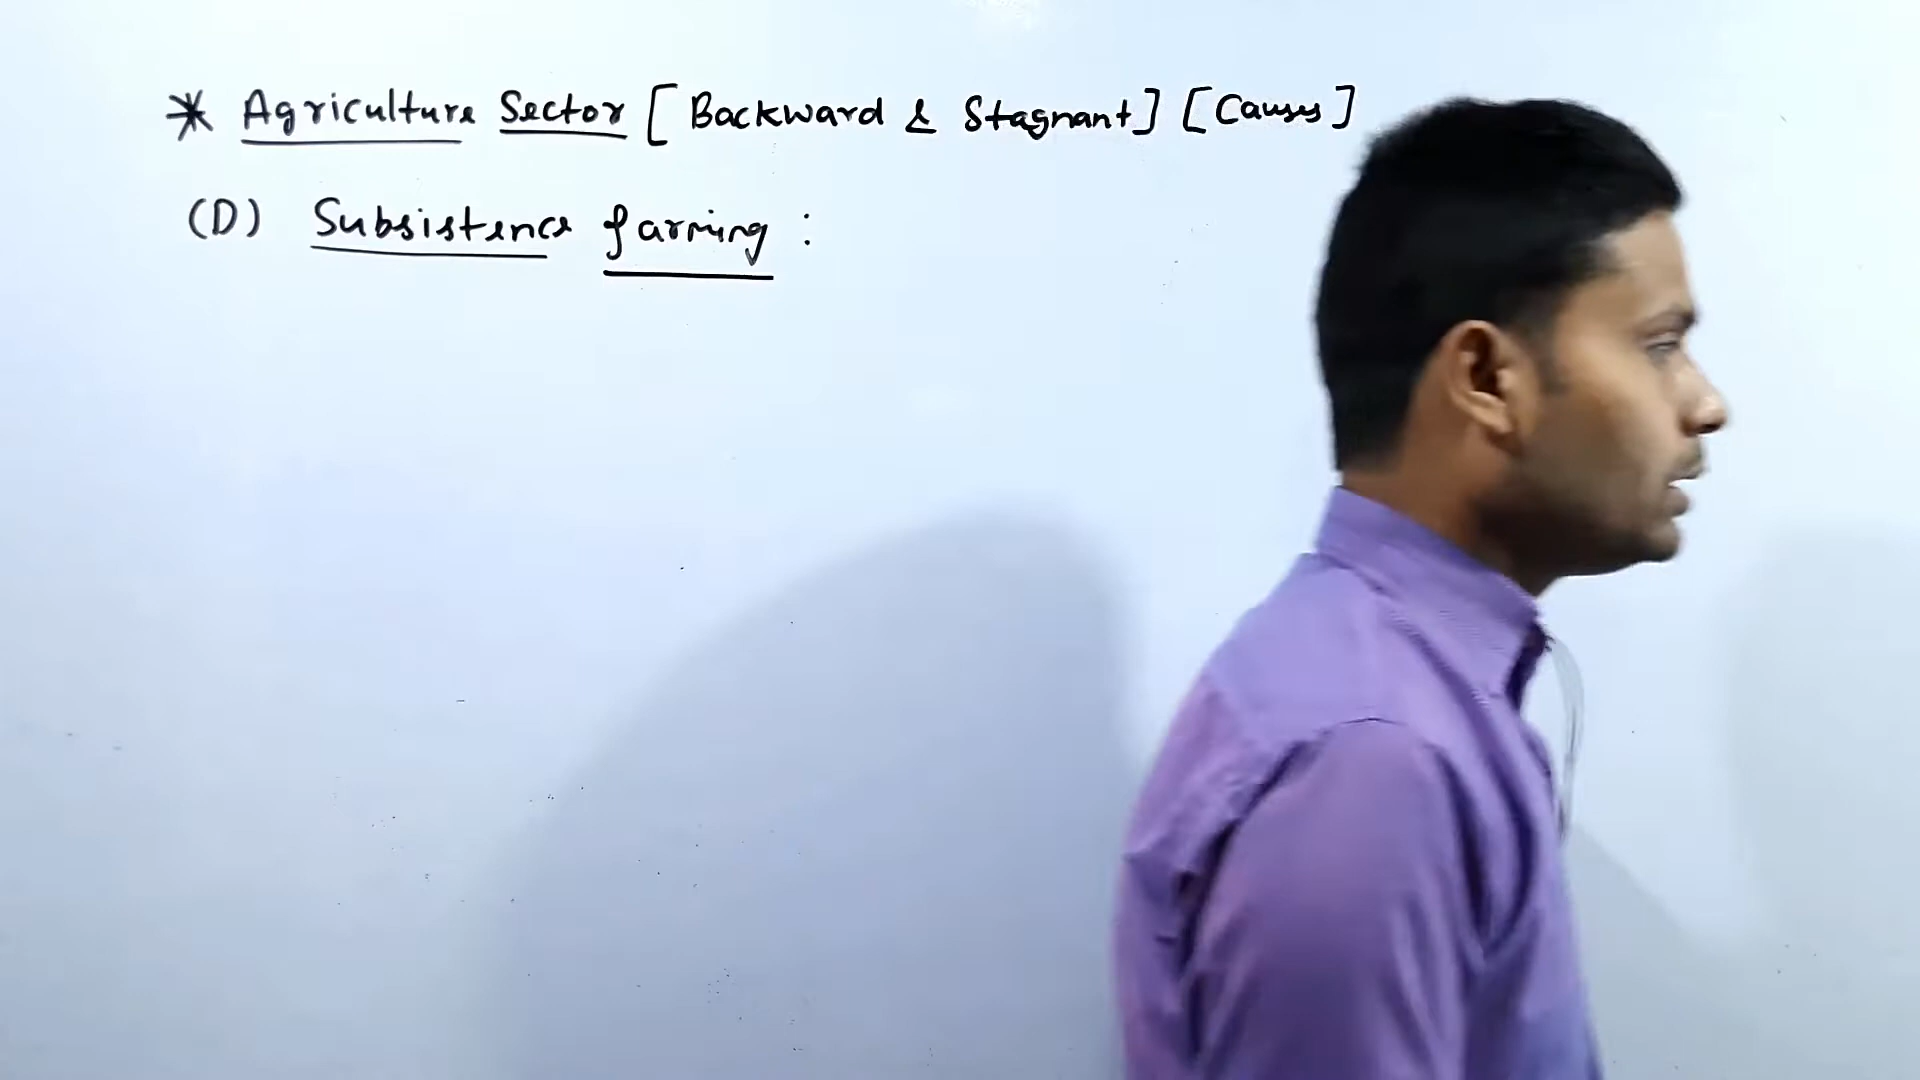 * Agriculture Sector [Backward & Stagnant] [Causes]
(D) Subsistence farming :